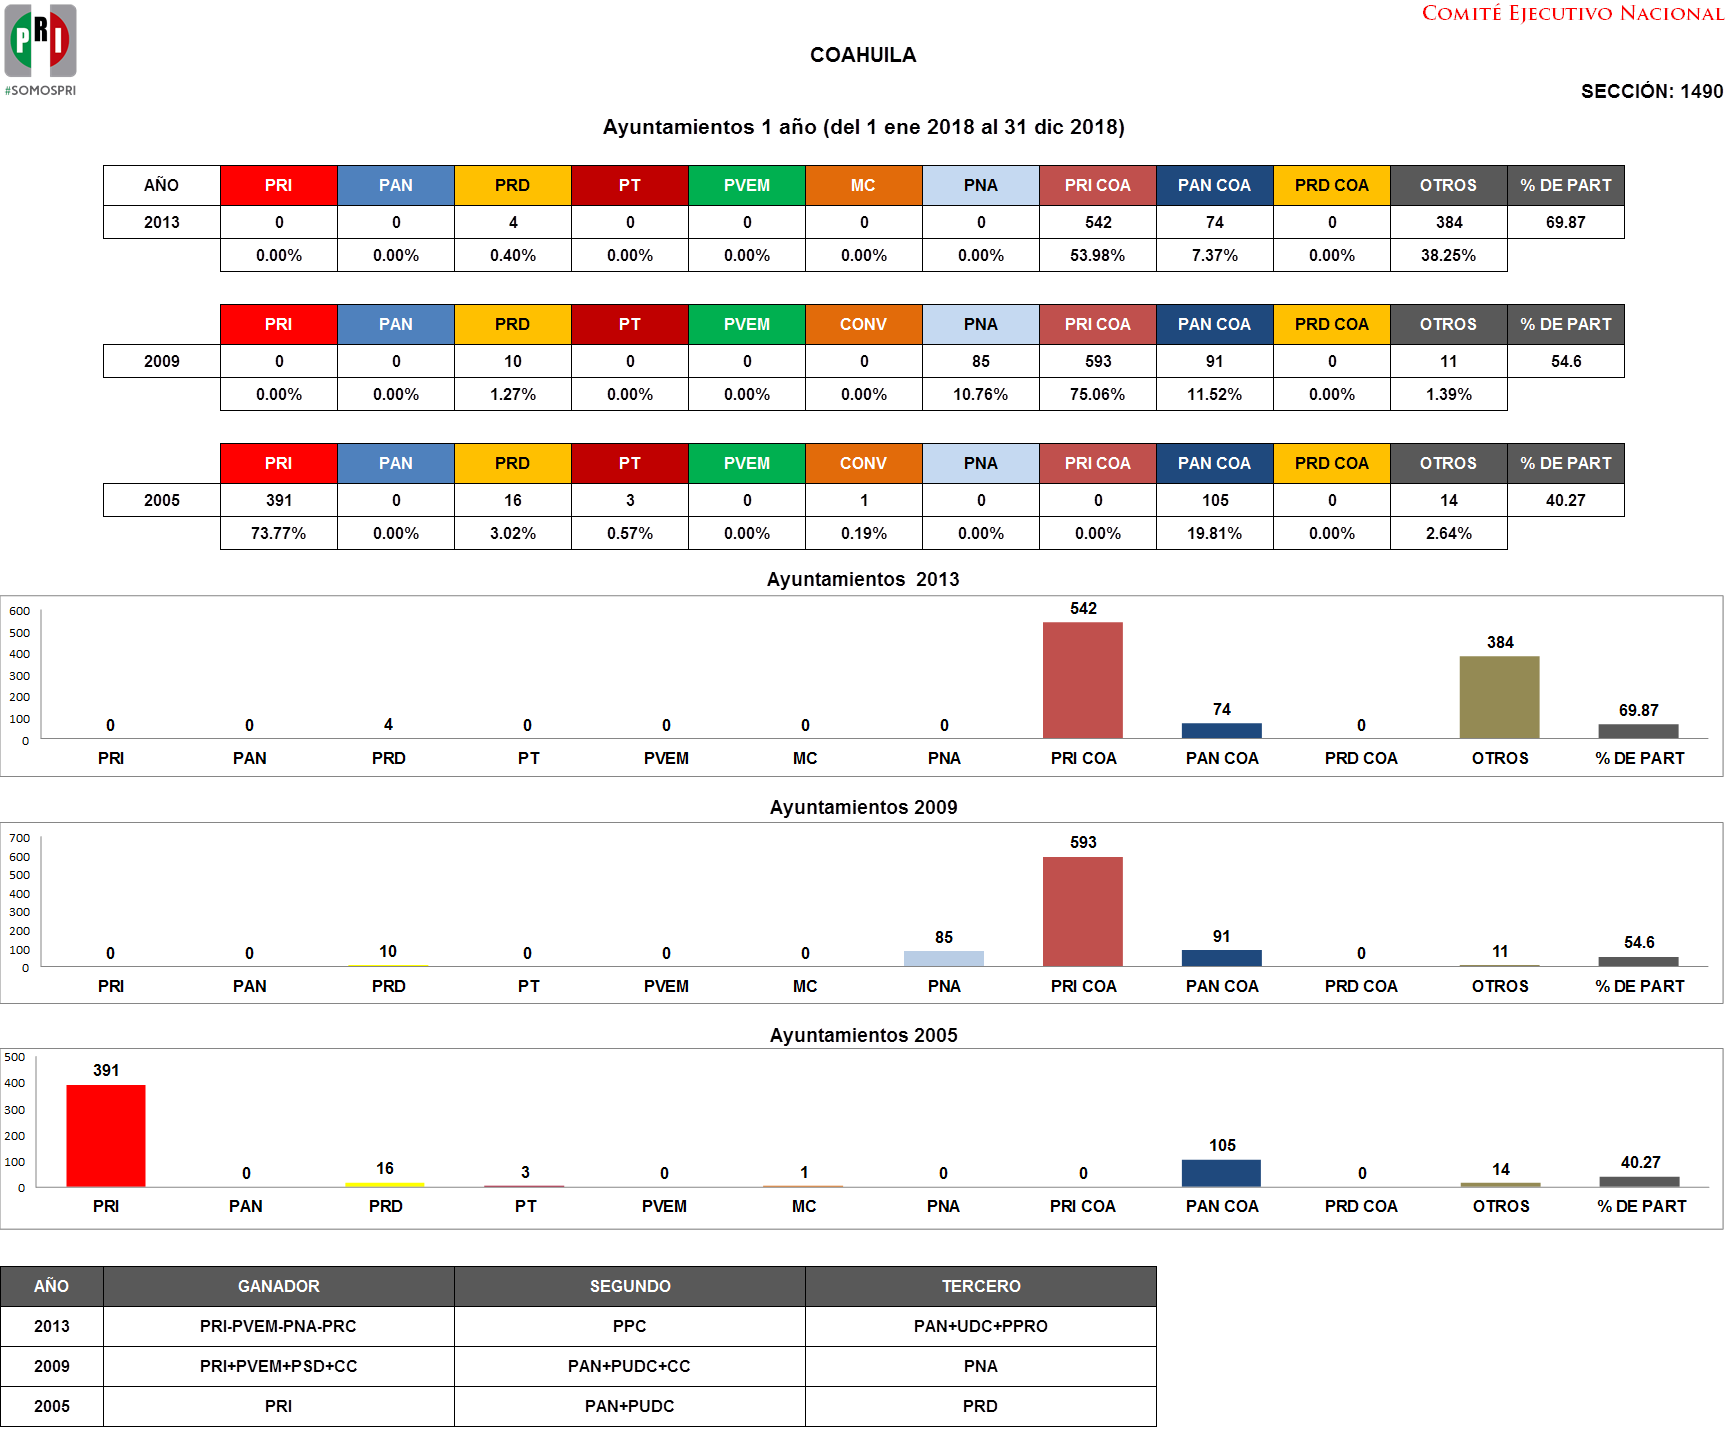 COMITÉ EJECUTIVO NACIONAL
PRI
#SOMOSPRI
COAHUILA
SECCIÓN: 1490
Ayuntamientos 1 año (del 1 ene 2018 al 31 dic 2018)
AÑO PRI PAN PRD PT PVEM MC PNA PRI COA PAN COA PRD COA OTROS % DE PART
2013 0 0 4 0 0 0 0 542 74 0 384 69.87
0.00% 0.00% 0.40% 0.00% 0.00% 0.00% 0.00% 53.98% 7.37% 0.00% 38.25%
PRI PAN PRD PT PVEM CONV PNA PRI COA PAN COA PRD COA OTROS % DE PART
2009 0 0 10 0 0 0 85 593 91 0 11 54.6
0.00% 0.00% 1.27% 0.00% 0.00% 0.00% 10.76% 75.06% 11.52% 0.00% 1.39%
PRI PAN PRD PT PVEM CONV PNA PRI COA PAN COA PRD COA OTROS % DE PART
2005 391 0 16 3 0 1 0 0 105 0 14 40.27
73.77% 0.00% 3.02% 0.57% 0.00% 0.19% 0.00% 0.00% 19.81% 0.00% 2.64%
Ayuntamientos 2013
600
500
400
300
200
100
0
0 0 4 0 0 0 0 542 74 0 384 69.87
PRI PAN PRD PT PVEM MC PNA PRI COA PAN COA PRD COA OTROS % DE PART
Ayuntamientos 2009
700
600
500
400
300
200
100
0
0 0 10 0 0 0 85 593 91 0 11 54.6
PRI PAN PRD PT PVEM MC PNA PRI COA PAN COA PRD COA OTROS % DE PART
Ayuntamientos 2005
500
400
300
200
100
0
391 0 16 3 0 1 0 0 105 0 14 40.27
PRI PAN PRD PT PVEM MC PNA PRI COA PAN COA PRD COA OTROS % DE PART
AÑO GANADOR SEGUNDO TERCERO
2013 PRI-PVEM-PNA-PRC PPC PAN+UDC+PPRO
2009 PRI+PVEM+PSD+CC PAN+PUDC+CC PNA
2005 PRI PAN+PUDC PRD